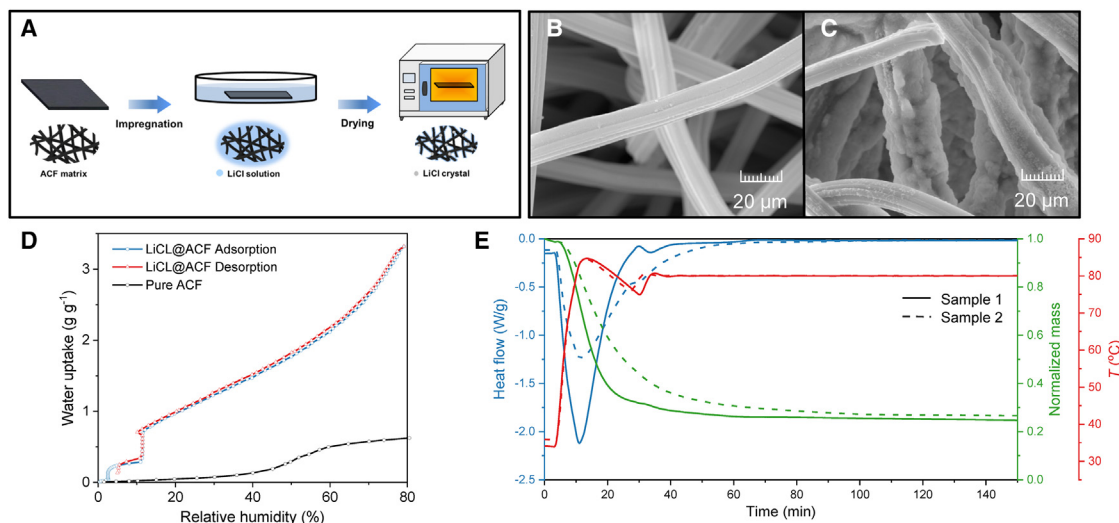 A
Impregnation
Drying
ACF matrix
LiCl solution
LiCl crystal
B
20 µm
C
20 µm
D
LiCL@ACF Adsorption
LiCL@ACF Desorption
Pure ACF
Water uptake (g g⁻¹)
3
2
1
0
0 20 40 60 80
Relative humidity (%)
E
Heat flow (W/g)
0.0
-0.5
-1.0
-1.5
-2.0
-2.5
Sample 1
Sample 2
0 20 40 60 80 100 120 140
Time (min)
1.0
0.8
0.6
0.4
0.2
0.0
Normalized mass
90
80
70
60
50
40
30
T (°C)